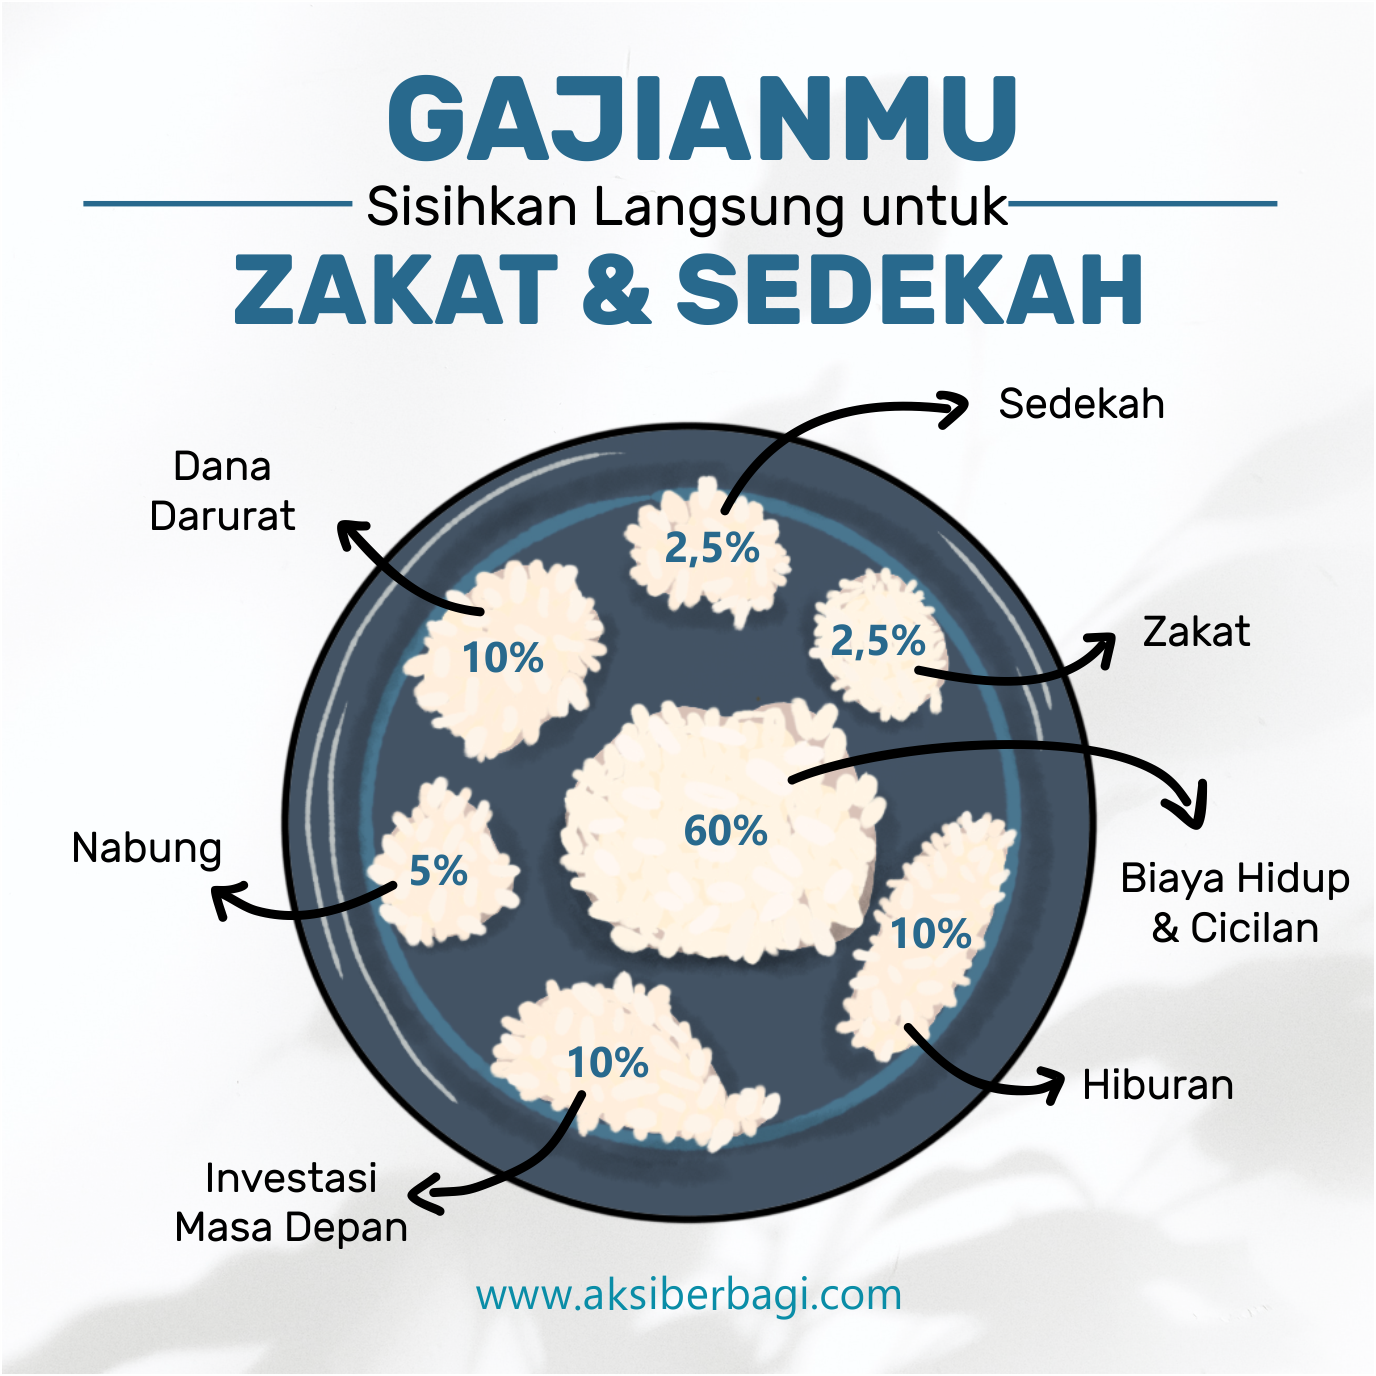 GAJIANMU
Sisihkan Langsung untuk
ZAKAT & SEDEKAH
Sedekah
Dana
Darurat
2,5%
2,5%
Zakat
10%
60%
Nabung
5%
Biaya Hidup
& Cicilan
10%
10%
Hiburan
Investasi
Masa Depan
www.aksiberbagi.com